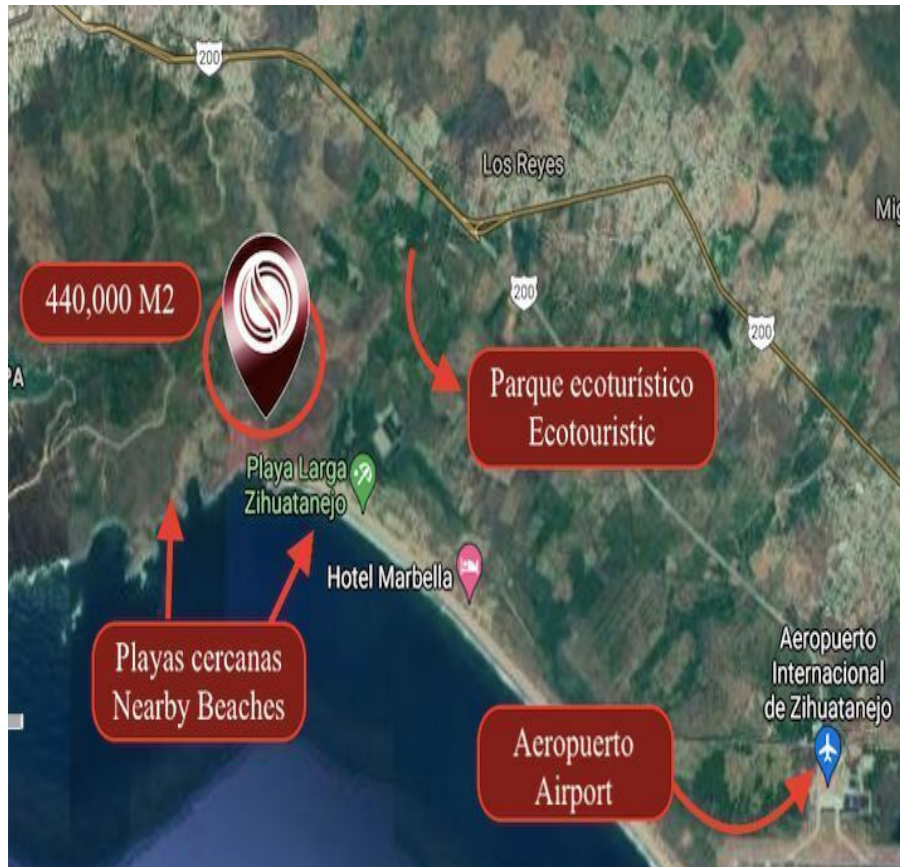 200
Los Reyes
Mig
440,000 M2
200
200
PA
Parque ecoturístico
Ecotouristic
Playa Larga
Zihuatanejo
Hotel Marbella
Playas cercanas
Nearby Beaches
Aeropuerto
Internacional
de Zihuatanejo
Aeropuerto
Airport